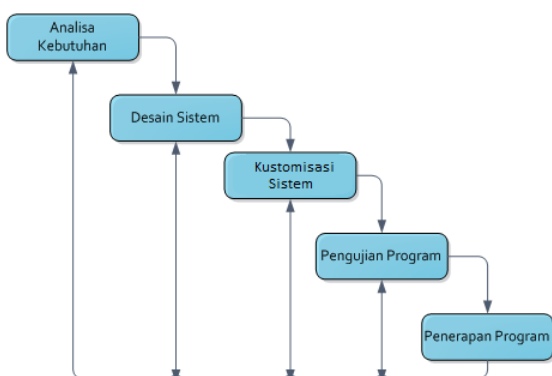 Analisa
Kebutuhan
Desain Sistem
Kustomisasi
Sistem
Pengujian Program
Penerapan Program